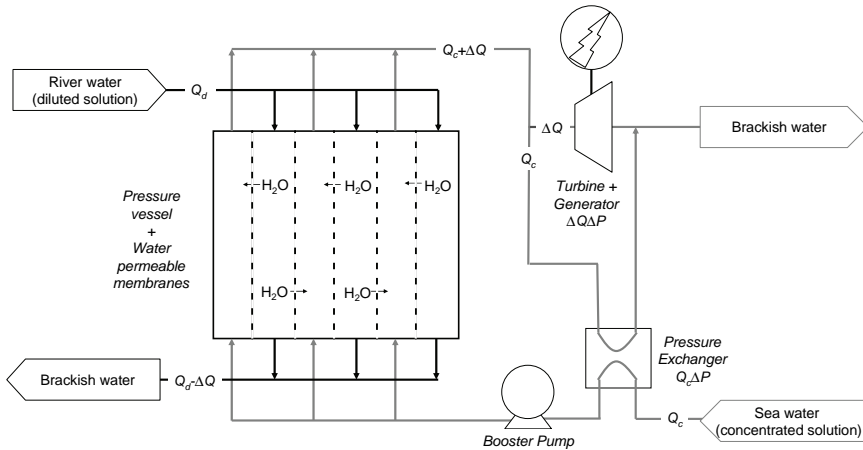 Q꜀+ΔQ
River water
(diluted solution)
Q_d
ΔQ
Brackish water
Q_c
H₂O
H₂O
H₂O
Pressure
vessel
+
Water
permeable
membranes
Turbine +
Generator
ΔQΔP
H₂O
H₂O
Pressure
Exchanger
Q_cΔP
Brackish water
Q_d-ΔQ
Q_c
Sea water
(concentrated solution)
Booster Pump